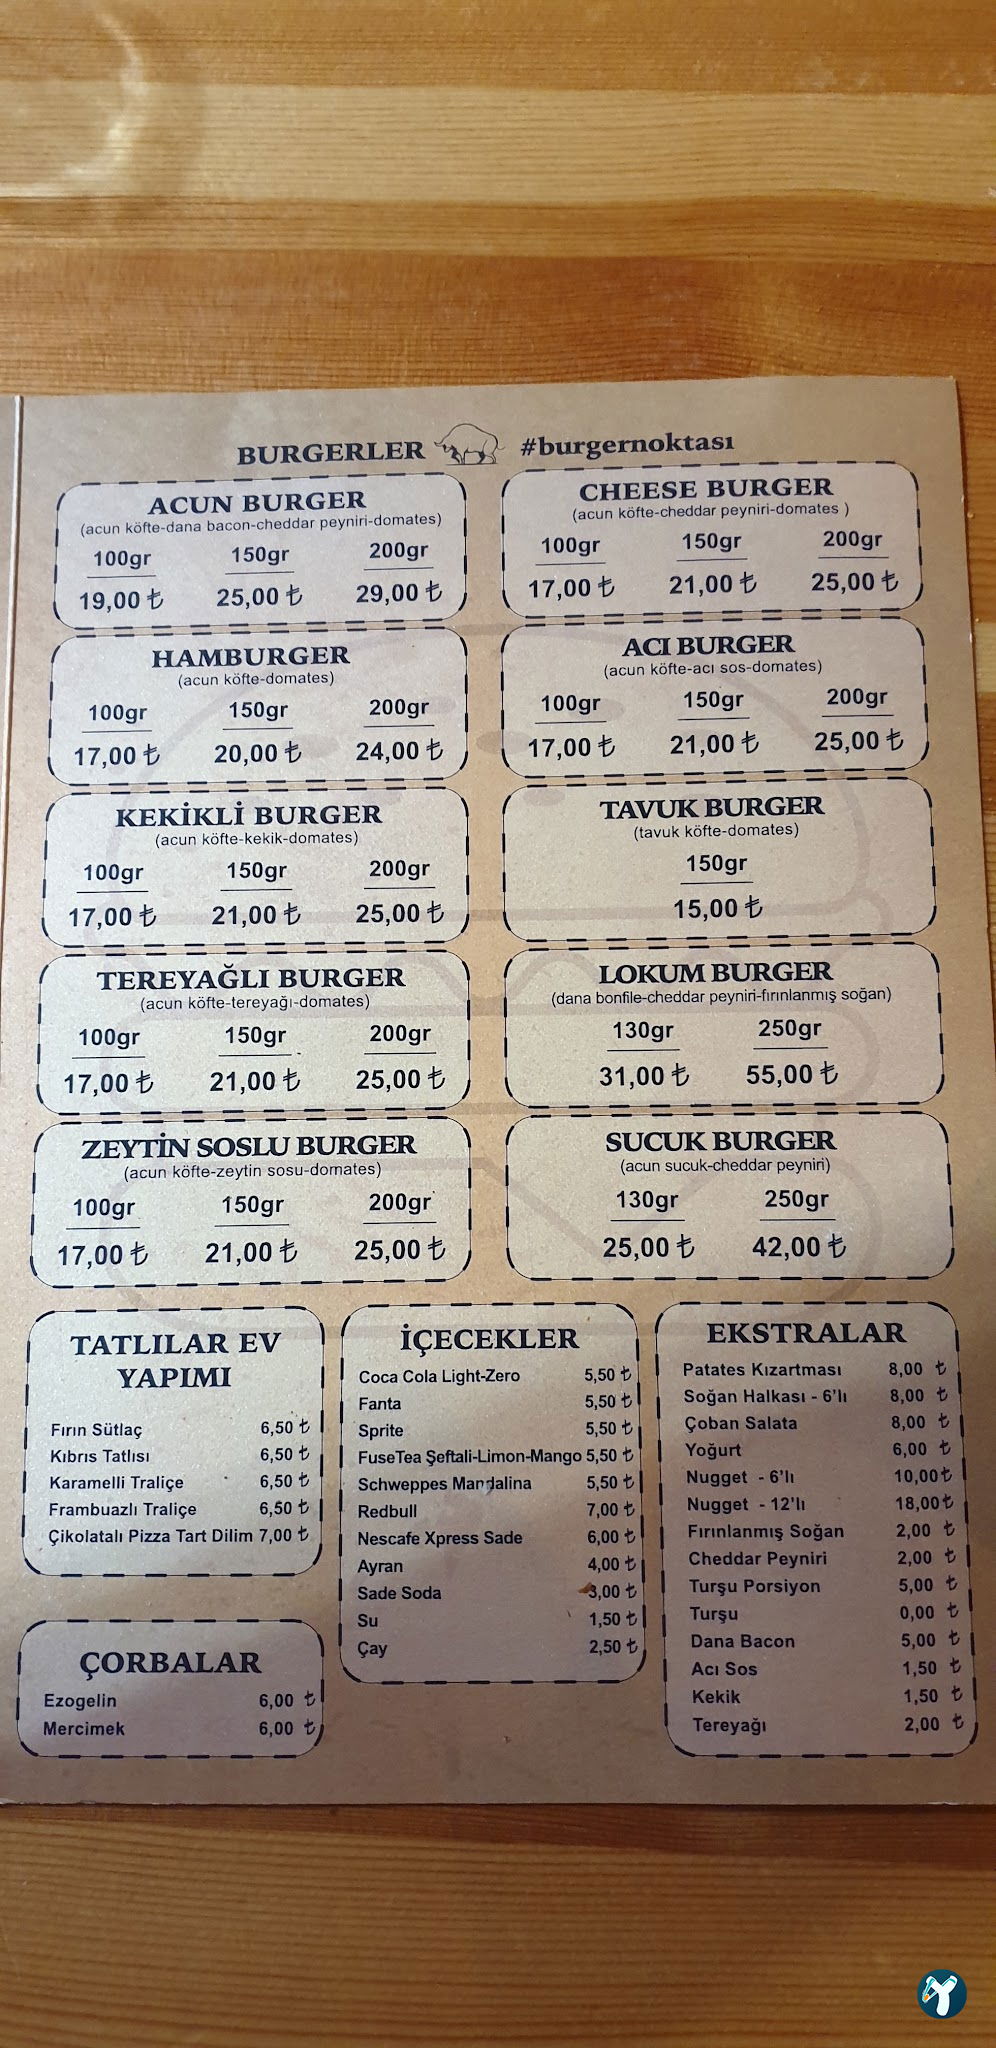 BURGERLER #burgernoktası
ACUN BURGER
(acun köfte-dana bacon-cheddar peyniri-domates)
100gr 150gr 200gr
19,00 ₺ 25,00 ₺ 29,00 ₺
CHEESE BURGER
(acun köfte-cheddar peyniri-domates )
100gr 150gr 200gr
17,00 ₺ 21,00 ₺ 25,00 ₺
HAMBURGER
(acun köfte-domates)
100gr 150gr 200gr
17,00 ₺ 20,00 ₺ 24,00 ₺
ACI BURGER
(acun köfte-acı sos-domates)
100gr 150gr 200gr
17,00 ₺ 21,00 ₺ 25,00 ₺
KEKİKLİ BURGER
(acun köfte-kekik-domates)
100gr 150gr 200gr
17,00 ₺ 21,00 ₺ 25,00 ₺
TAVUK BURGER
(tavuk köfte-domates)
150gr
15,00 ₺
TEREYAĞLI BURGER
(acun köfte-tereyağı-domates)
100gr 150gr 200gr
17,00 ₺ 21,00 ₺ 25,00 ₺
LOKUM BURGER
(dana bonfile-cheddar peyniri-fırınlanmış soğan)
130gr 250gr
31,00 ₺ 55,00 ₺
ZEYTİN SOSLU BURGER
(acun köfte-zeytin sosu-domates)
100gr 150gr 200gr
17,00 ₺ 21,00 ₺ 25,00 ₺
SUCUK BURGER
(acun sucuk-cheddar peyniri)
130gr 250gr
25,00 ₺ 42,00 ₺
TATLILAR EV
YAPIMI
Fırın Sütlaç 6,50 ₺
Kıbrıs Tatlısı 6,50 ₺
Karamelli Traliçe 6,50 ₺
Frambuazlı Traliçe 6,50 ₺
Çikolatalı Pizza Tart Dilim 7,00 ₺
ÇORBALAR
Ezogelin 6,00 ₺
Mercimek 6,00 ₺
İÇECEKLER
Coca Cola Light-Zero 5,50 ₺
Fanta 5,50 ₺
Sprite 5,50 ₺
FuseTea Şeftali-Limon-Mango 5,50 ₺
Schweppes Mandalina 5,50 ₺
Redbull 7,00 ₺
Nescafe Xpress Sade 6,00 ₺
Ayran 4,00 ₺
Sade Soda 3,00 ₺
Su 1,50 ₺
Çay 2,50 ₺
EKSTRALAR
Patates Kızartması 8,00 ₺
Soğan Halkası - 6'lı 8,00 ₺
Çoban Salata 8,00 ₺
Yoğurt 6,00 ₺
Nugget - 6'lı 10,00₺
Nugget - 12'lı 18,00₺
Fırınlanmış Soğan 2,00 ₺
Cheddar Peyniri 2,00 ₺
Turşu Porsiyon 5,00 ₺
Turşu 0,00 ₺
Dana Bacon 5,00 ₺
Acı Sos 1,50 ₺
Kekik 1,50 ₺
Tereyağı 2,00 ₺
Y